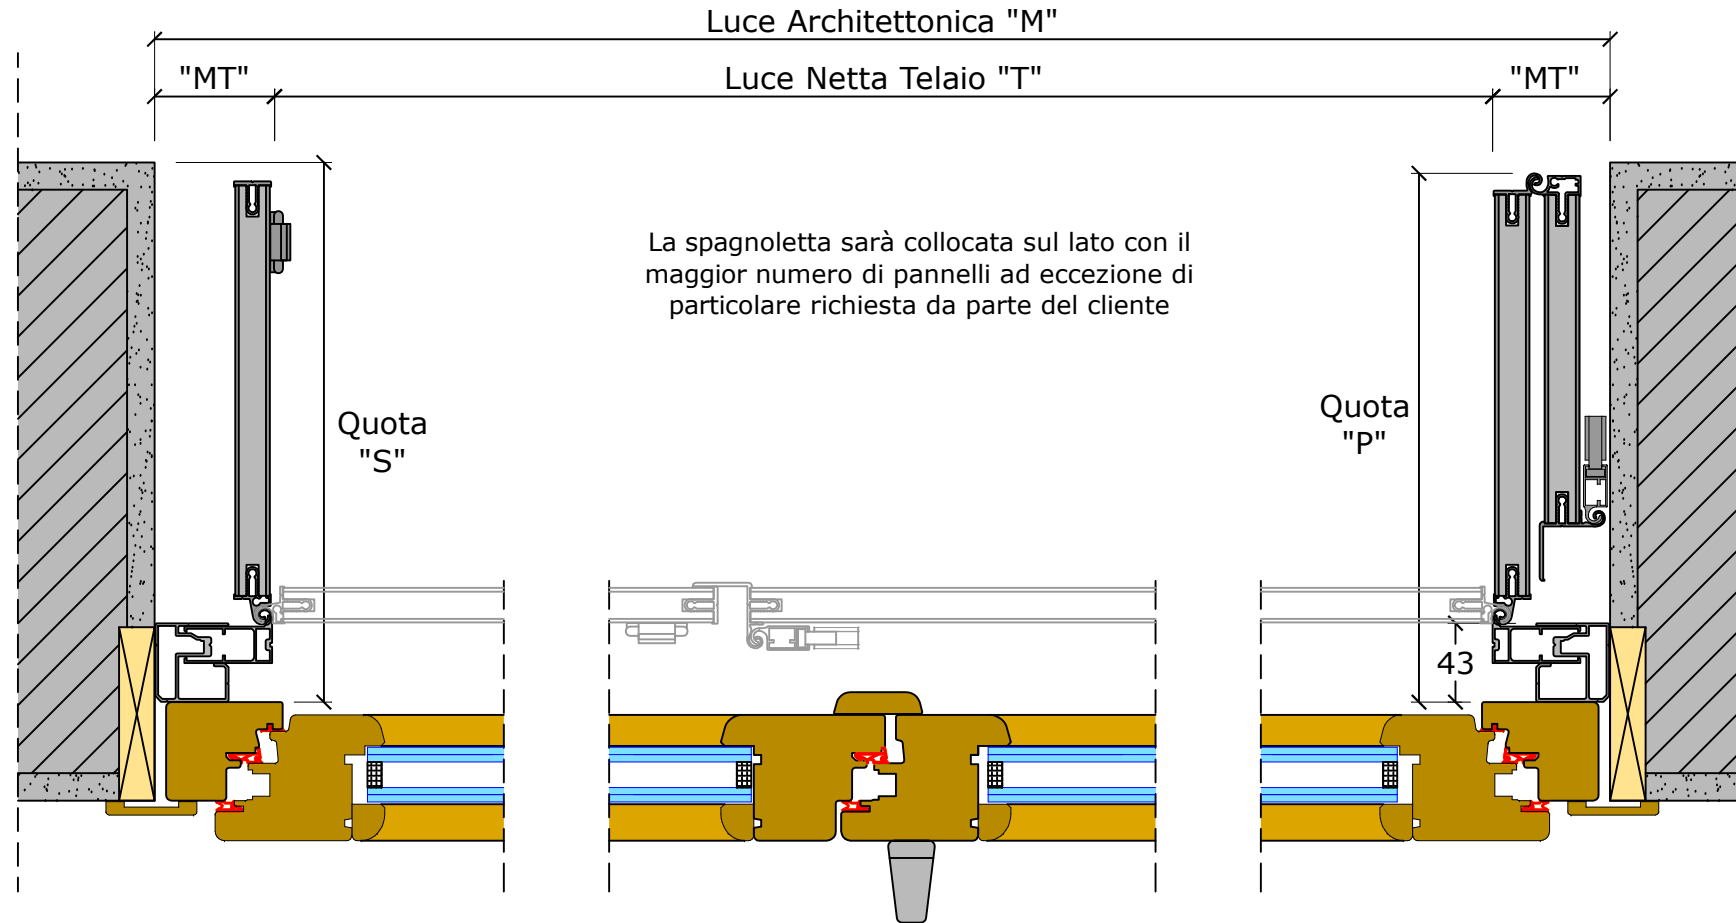 Luce Architettonica "M"
"MT"
Luce Netta Telaio "T"
"MT"
La spagnoletta sarà collocata sul lato con il
maggior numero di pannelli ad eccezione di
particolare richiesta da parte del cliente
Quota
"S"
Quota
"P"
43